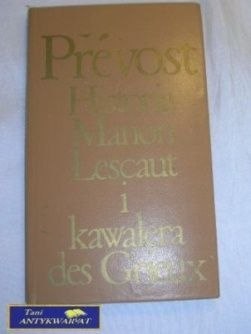 Prévost
Historia
Manon
Lescaut
i
kawalera
des Grieux
Tani
ANTYKWARIAT